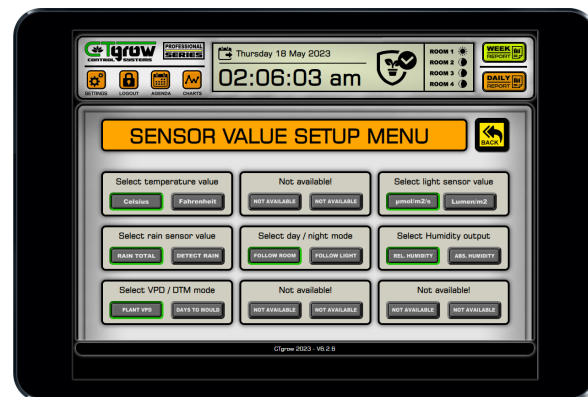 CTgrow PROFESSIONAL SERIES
CONTROL SYSTEMS
SETTINGS LOGOUT AGENDA CHARTS
Thursday 18 May 2023
02:06:03 am
ROOM 1
ROOM 2
ROOM 3
ROOM 4
WEEK REPORT
DAILY REPORT
SENSOR VALUE SETUP MENU
BACK
Select temperature value
Celsius Fahrenheit
Not available!
NOT AVAILABLE NOT AVAILABLE
Select light sensor value
µmol/m2/s Lumen/m2
Select rain sensor value
RAIN TOTAL DETECT RAIN
Select day / night mode
FOLLOW ROOM FOLLOW LIGHT
Select Humidity output
REL. HUMIDITY ABS. HUMIDITY
Select VPD / DTM mode
PLANT VPD DAYS TO MOULD
Not available!
NOT AVAILABLE NOT AVAILABLE
Not available!
NOT AVAILABLE NOT AVAILABLE
CTgrow 2023 - V6.2.6